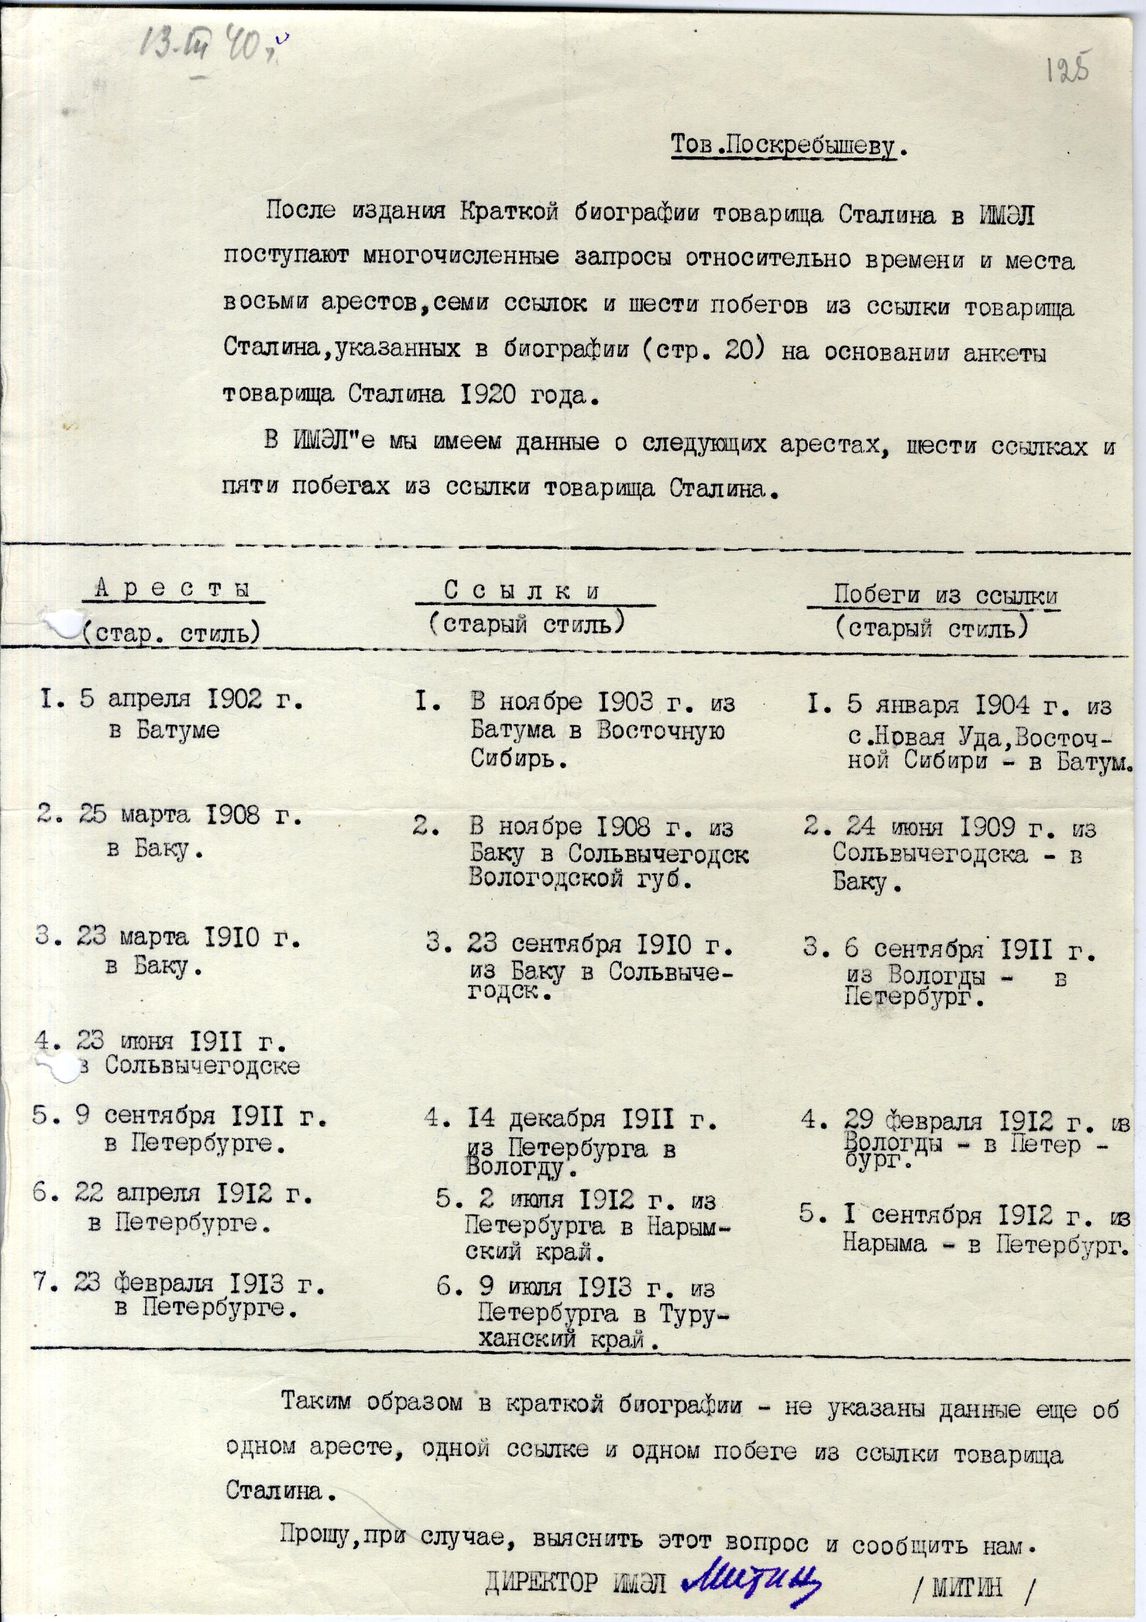 13.III 40 г.
125
Тов.Поскребышеву.
После издания Краткой биографии товарища Сталина в ИМЭЛ
поступают многочисленные запросы относительно времени и места
восьми арестов,семи ссылок и шести побегов из ссылки товарища
Сталина,указанных в биографии (стр. 20) на основании анкеты
товарища Сталина 1920 года.
В ИМЭЛ"е мы имеем данные о следующих арестах, шести ссылках и
пяти побегах из ссылки товарища Сталина.
Аресты
(стар. стиль)
1. 5 апреля 1902 г.
в Батуме
2. 25 марта 1908 г.
в Баку.
3. 23 марта 1910 г.
в Баку.
4. 23 июня 1911 г.
в Сольвычегодске
5. 9 сентября 1911 г.
в Петербурге.
6. 22 апреля 1912 г.
в Петербурге.
7. 23 февраля 1913 г.
в Петербурге.
Ссылки
(старый стиль)
1. В ноябре 1903 г. из
Батума в Восточную
Сибирь.
2. В ноябре 1908 г. из
Баку в Сольвычегодск
Вологодской губ.
3. 23 сентября 1910 г.
из Баку в Сольвыче-
годск.
4. 14 декабря 1911 г.
из Петербурга в
Вологду.
5. 2 июля 1912 г. из
Петербурга в Нарым-
ский край.
6. 9 июля 1913 г. из
Петербурга в Туру-
ханский край.
Побеги из ссылки
(старый стиль)
1. 5 января 1904 г. из
с.Новая Уда,Восточ-
ной Сибири - в Батум.
2. 24 июня 1909 г. из
Сольвычегодска - в
Баку.
3. 6 сентября 1911 г.
из Вологды - в
Петербург.
4. 29 февраля 1912 г. из
Вологды - в Петер -
бург.
5. 1 сентября 1912 г. из
Нарыма - в Петербург.
Таким образом в краткой биографии - не указаны данные еще об
одном аресте, одной ссылке и одном побеге из ссылки товарища
Сталина.
Прошу,при случае, выяснить этот вопрос и сообщить нам.
ДИРЕКТОР ИМЭЛ Митин /МИТИН /